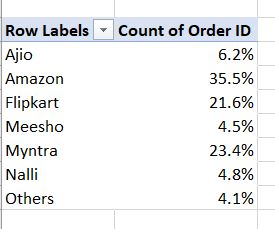 Row Labels Count of Order ID
Ajio 6.2%
Amazon 35.5%
Flipkart 21.6%
Meesho 4.5%
Myntra 23.4%
Nalli 4.8%
Others 4.1%